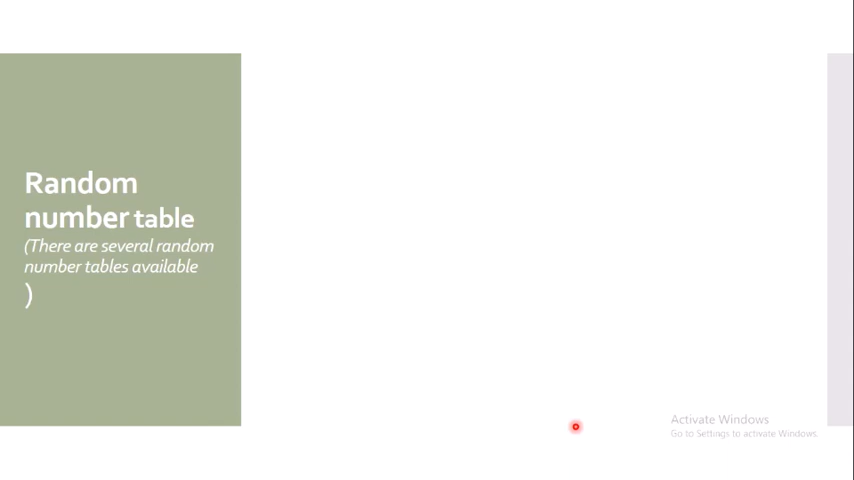 Random
number table
(There are several random
number tables available
)
Activate Windows
Go to Settings to activate Windows.